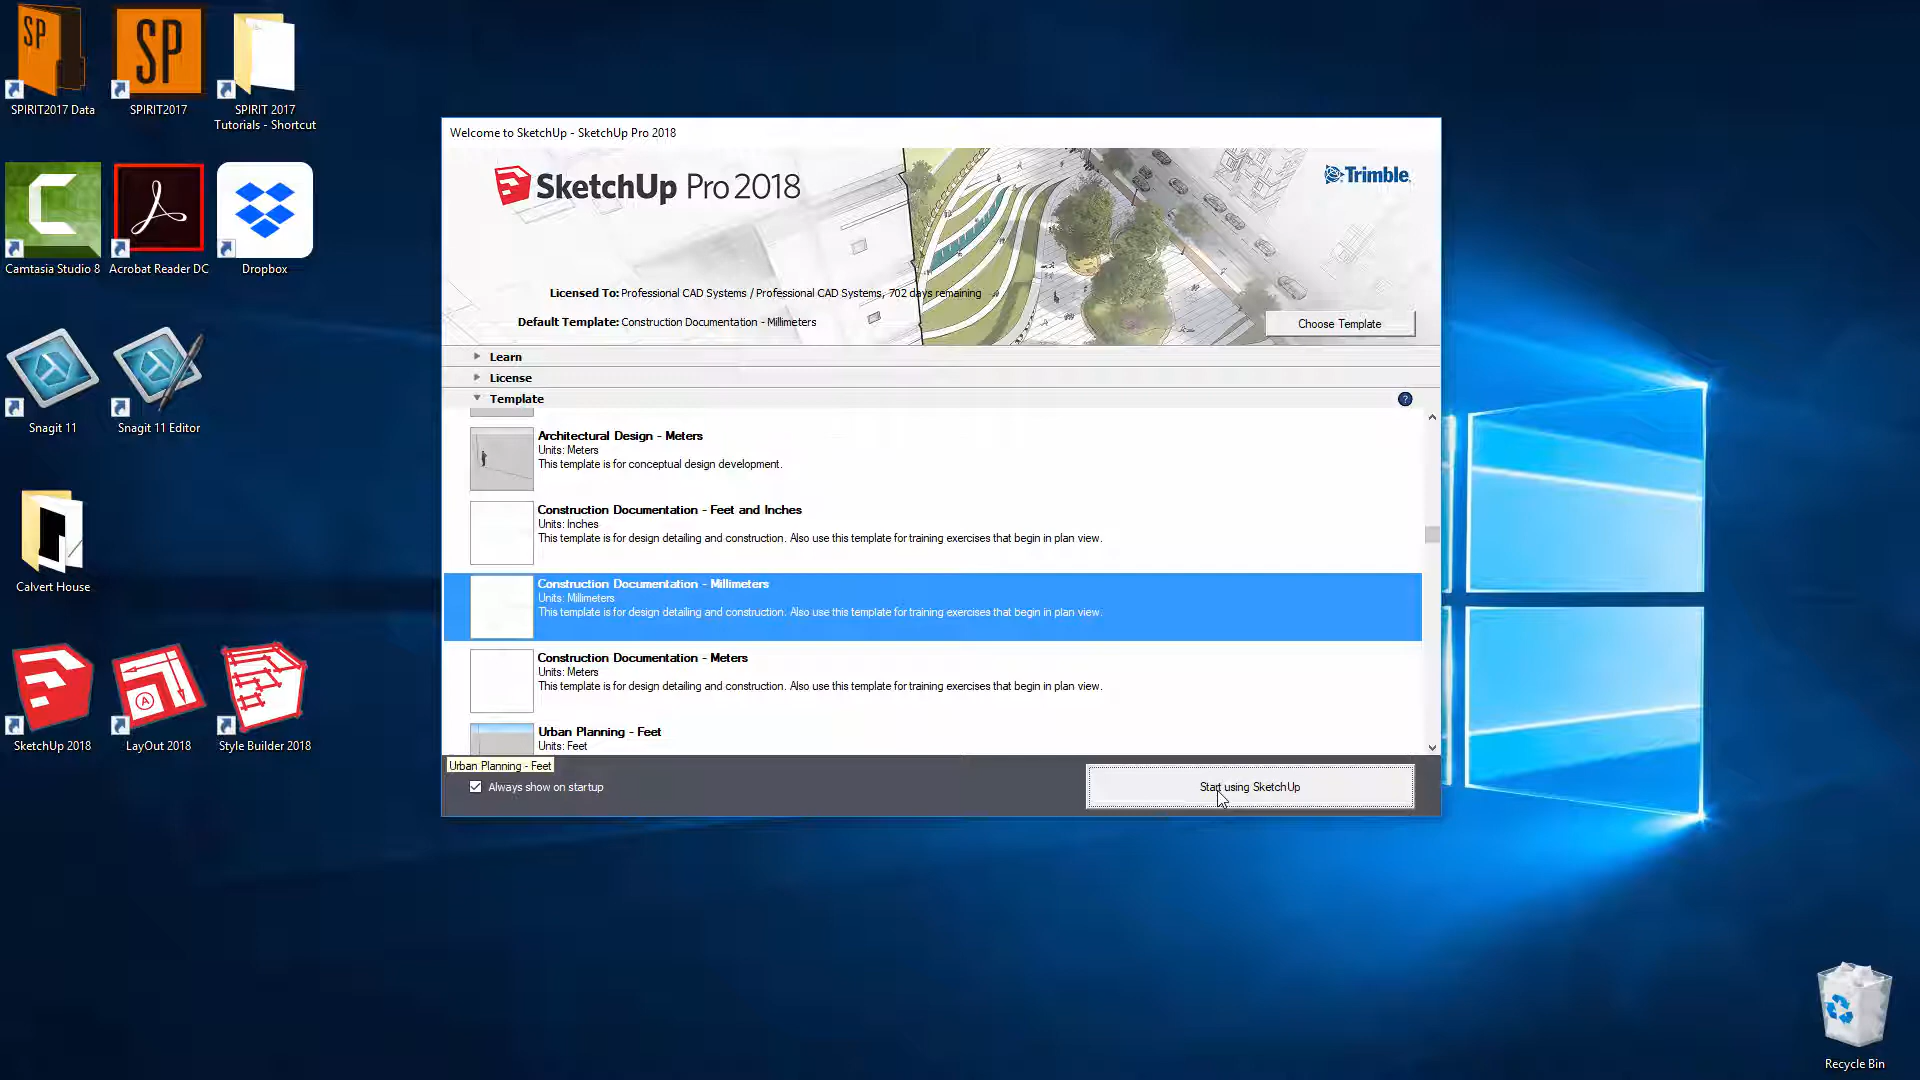 SP
SP
SPIRIT2017 Data
SPIRIT2017
SPIRIT 2017
Tutorials - Shortcut
Camtasia Studio 8
Acrobat Reader DC
Dropbox
Snagit 11
Snagit 11 Editor
Calvert House
A
SketchUp 2018
LayOut 2018
Style Builder 2018
Welcome to SketchUp - SketchUp Pro 2018
SketchUp Pro 2018
Trimble
Licensed To: Professional CAD Systems / Professional CAD Systems, 702 days remaining
Default Template: Construction Documentation - Millimeters
Choose Template
Learn
License
Template
?
Architectural Design - Meters
Units: Meters
This template is for conceptual design development.
Construction Documentation - Feet and Inches
Units: Inches
This template is for design detailing and construction. Also use this template for training exercises that begin in plan view.
Construction Documentation - Millimeters
Units: Millimeters
This template is for design detailing and construction. Also use this template for training exercises that begin in plan view.
Construction Documentation - Meters
Units: Meters
This template is for design detailing and construction. Also use this template for training exercises that begin in plan view.
Urban Planning - Feet
Units: Feet
Urban Planning - Feet
Always show on startup
Start using SketchUp
Recycle Bin